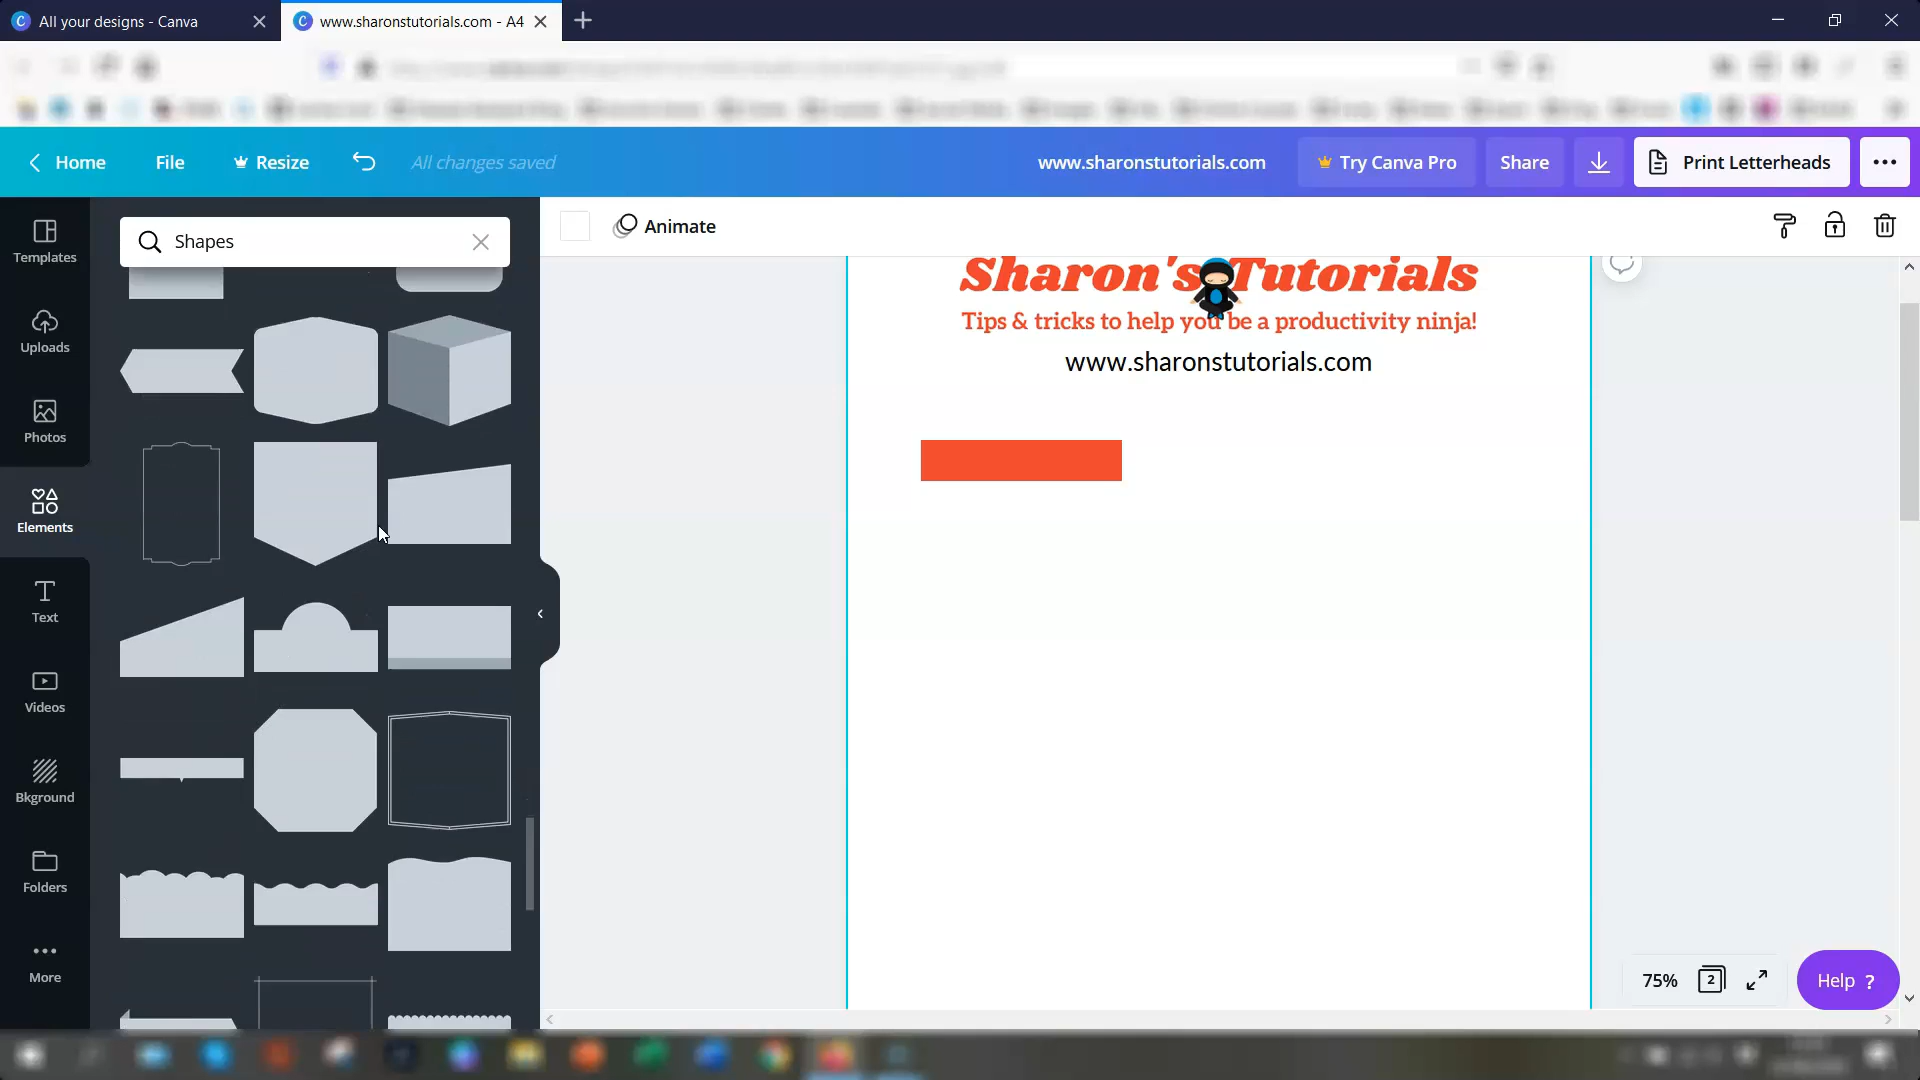 All your designs - Canva
www.sharonstutorials.com - A4
Home
File
Resize
All changes saved
www.sharonstutorials.com
Try Canva Pro
Share
Print Letterheads
Templates
Uploads
Photos
Elements
Text
Videos
Bkground
Folders
More
Shapes
Animate
Sharon's Tutorials
Tips & tricks to help you be a productivity ninja!
www.sharonstutorials.com
75%
2
Help ?